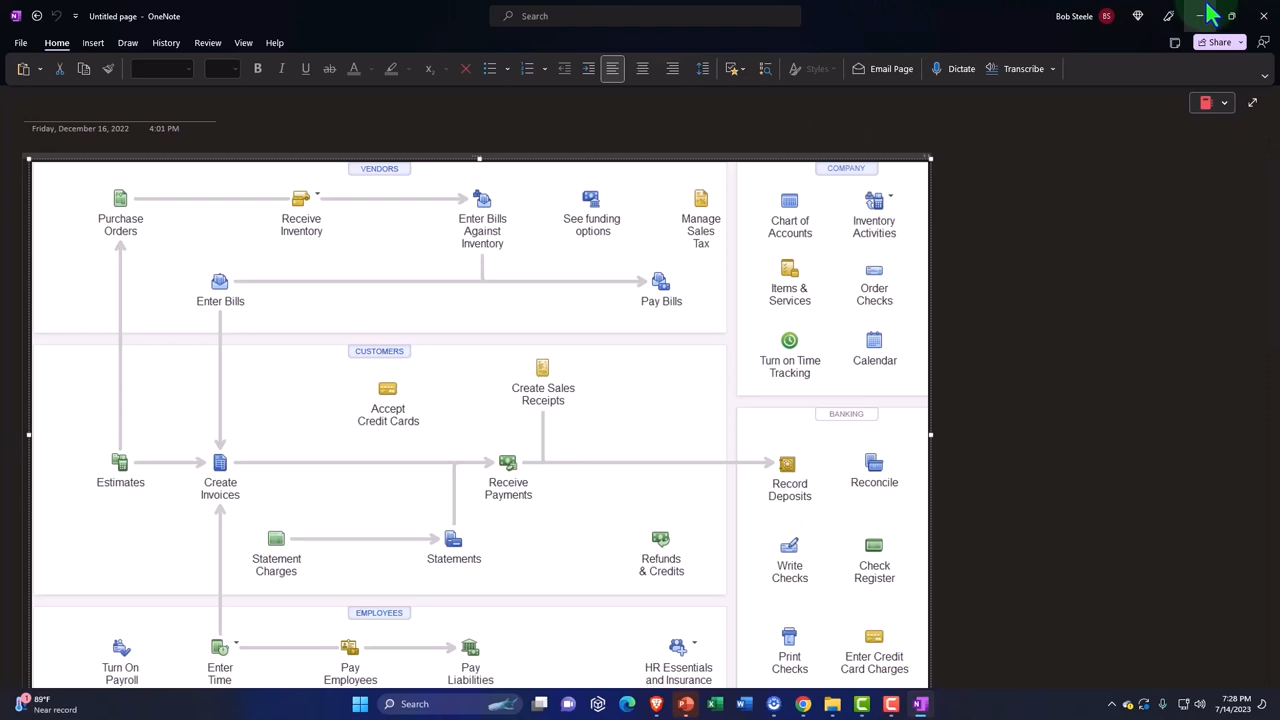 Untitled page - OneNote
Search
Bob Steele
BS
File
Home
Insert
Draw
History
Review
View
Help
Share
Styles
Email Page
Dictate
Transcribe
Friday, December 16, 2022
4:01 PM
VENDORS
Purchase
Orders
Receive
Inventory
Enter Bills
Against
Inventory
See funding
options
Manage
Sales
Tax
Enter Bills
Pay Bills
COMPANY
Chart of
Accounts
Inventory
Activities
Items &
Services
Order
Checks
Turn on Time
Tracking
Calendar
CUSTOMERS
Accept
Credit Cards
Create Sales
Receipts
Estimates
Create
Invoices
Receive
Payments
Statement
Charges
Statements
Refunds
& Credits
BANKING
Record
Deposits
Reconcile
Write
Checks
Check
Register
Print
Checks
Enter Credit
Card Charges
EMPLOYEES
Turn On
Payroll
Enter
Time
Pay
Employees
Pay
Liabilities
HR Essentials
and Insurance
1
89°F
Near record
Search
7:28 PM
7/14/2023